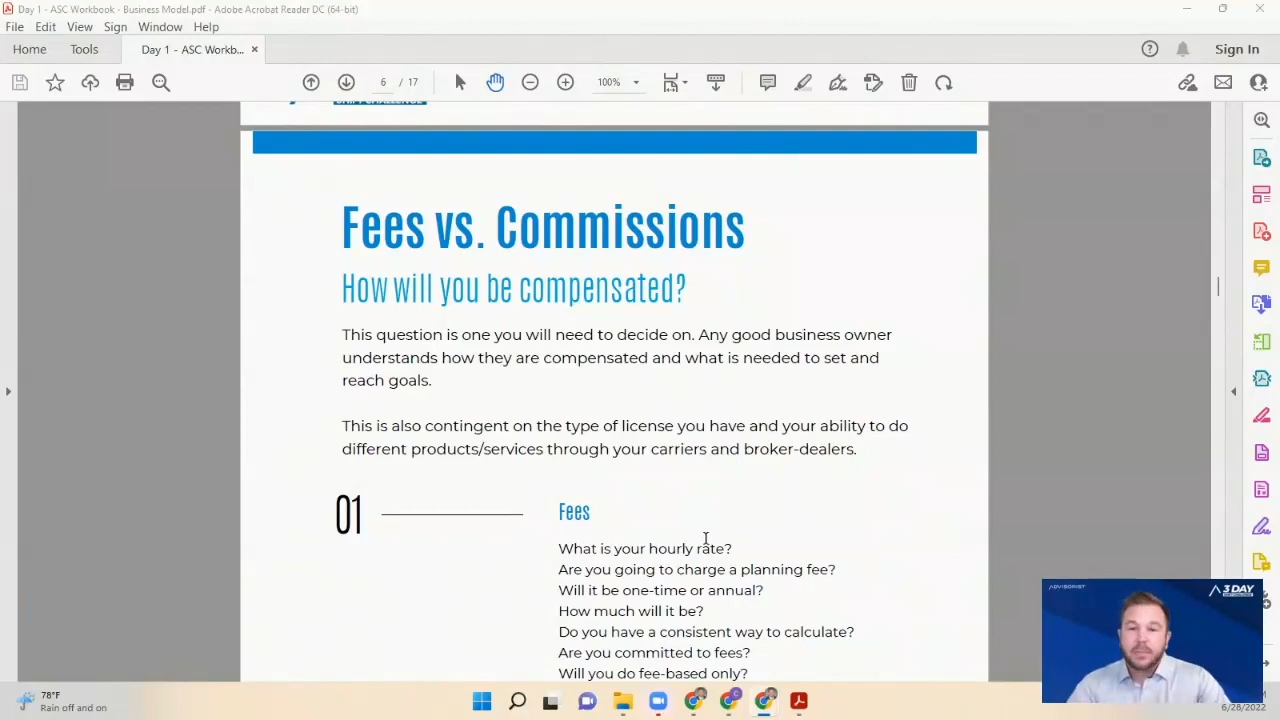 Day 1 - ASC Workbook - Business Model.pdf - Adobe Acrobat Reader DC (64-bit)
File Edit View Sign Window Help
Home Tools Day 1 - ASC Workb... × Sign In
6 / 17 100%
SHIFT CHALLENGE
Fees vs. Commissions
How will you be compensated?
This question is one you will need to decide on. Any good business owner
understands how they are compensated and what is needed to set and
reach goals.
This is also contingent on the type of license you have and your ability to do
different products/services through your carriers and broker-dealers.
01
Fees
What is your hourly rate?
Are you going to charge a planning fee?
Will it be one-time or annual?
How much will it be?
Do you have a consistent way to calculate?
Are you committed to fees?
Will you do fee-based only?
ADVISORIST
3 DAY
SHIFT CHALLENGE
78°F
Rain off and on
6/28/2022